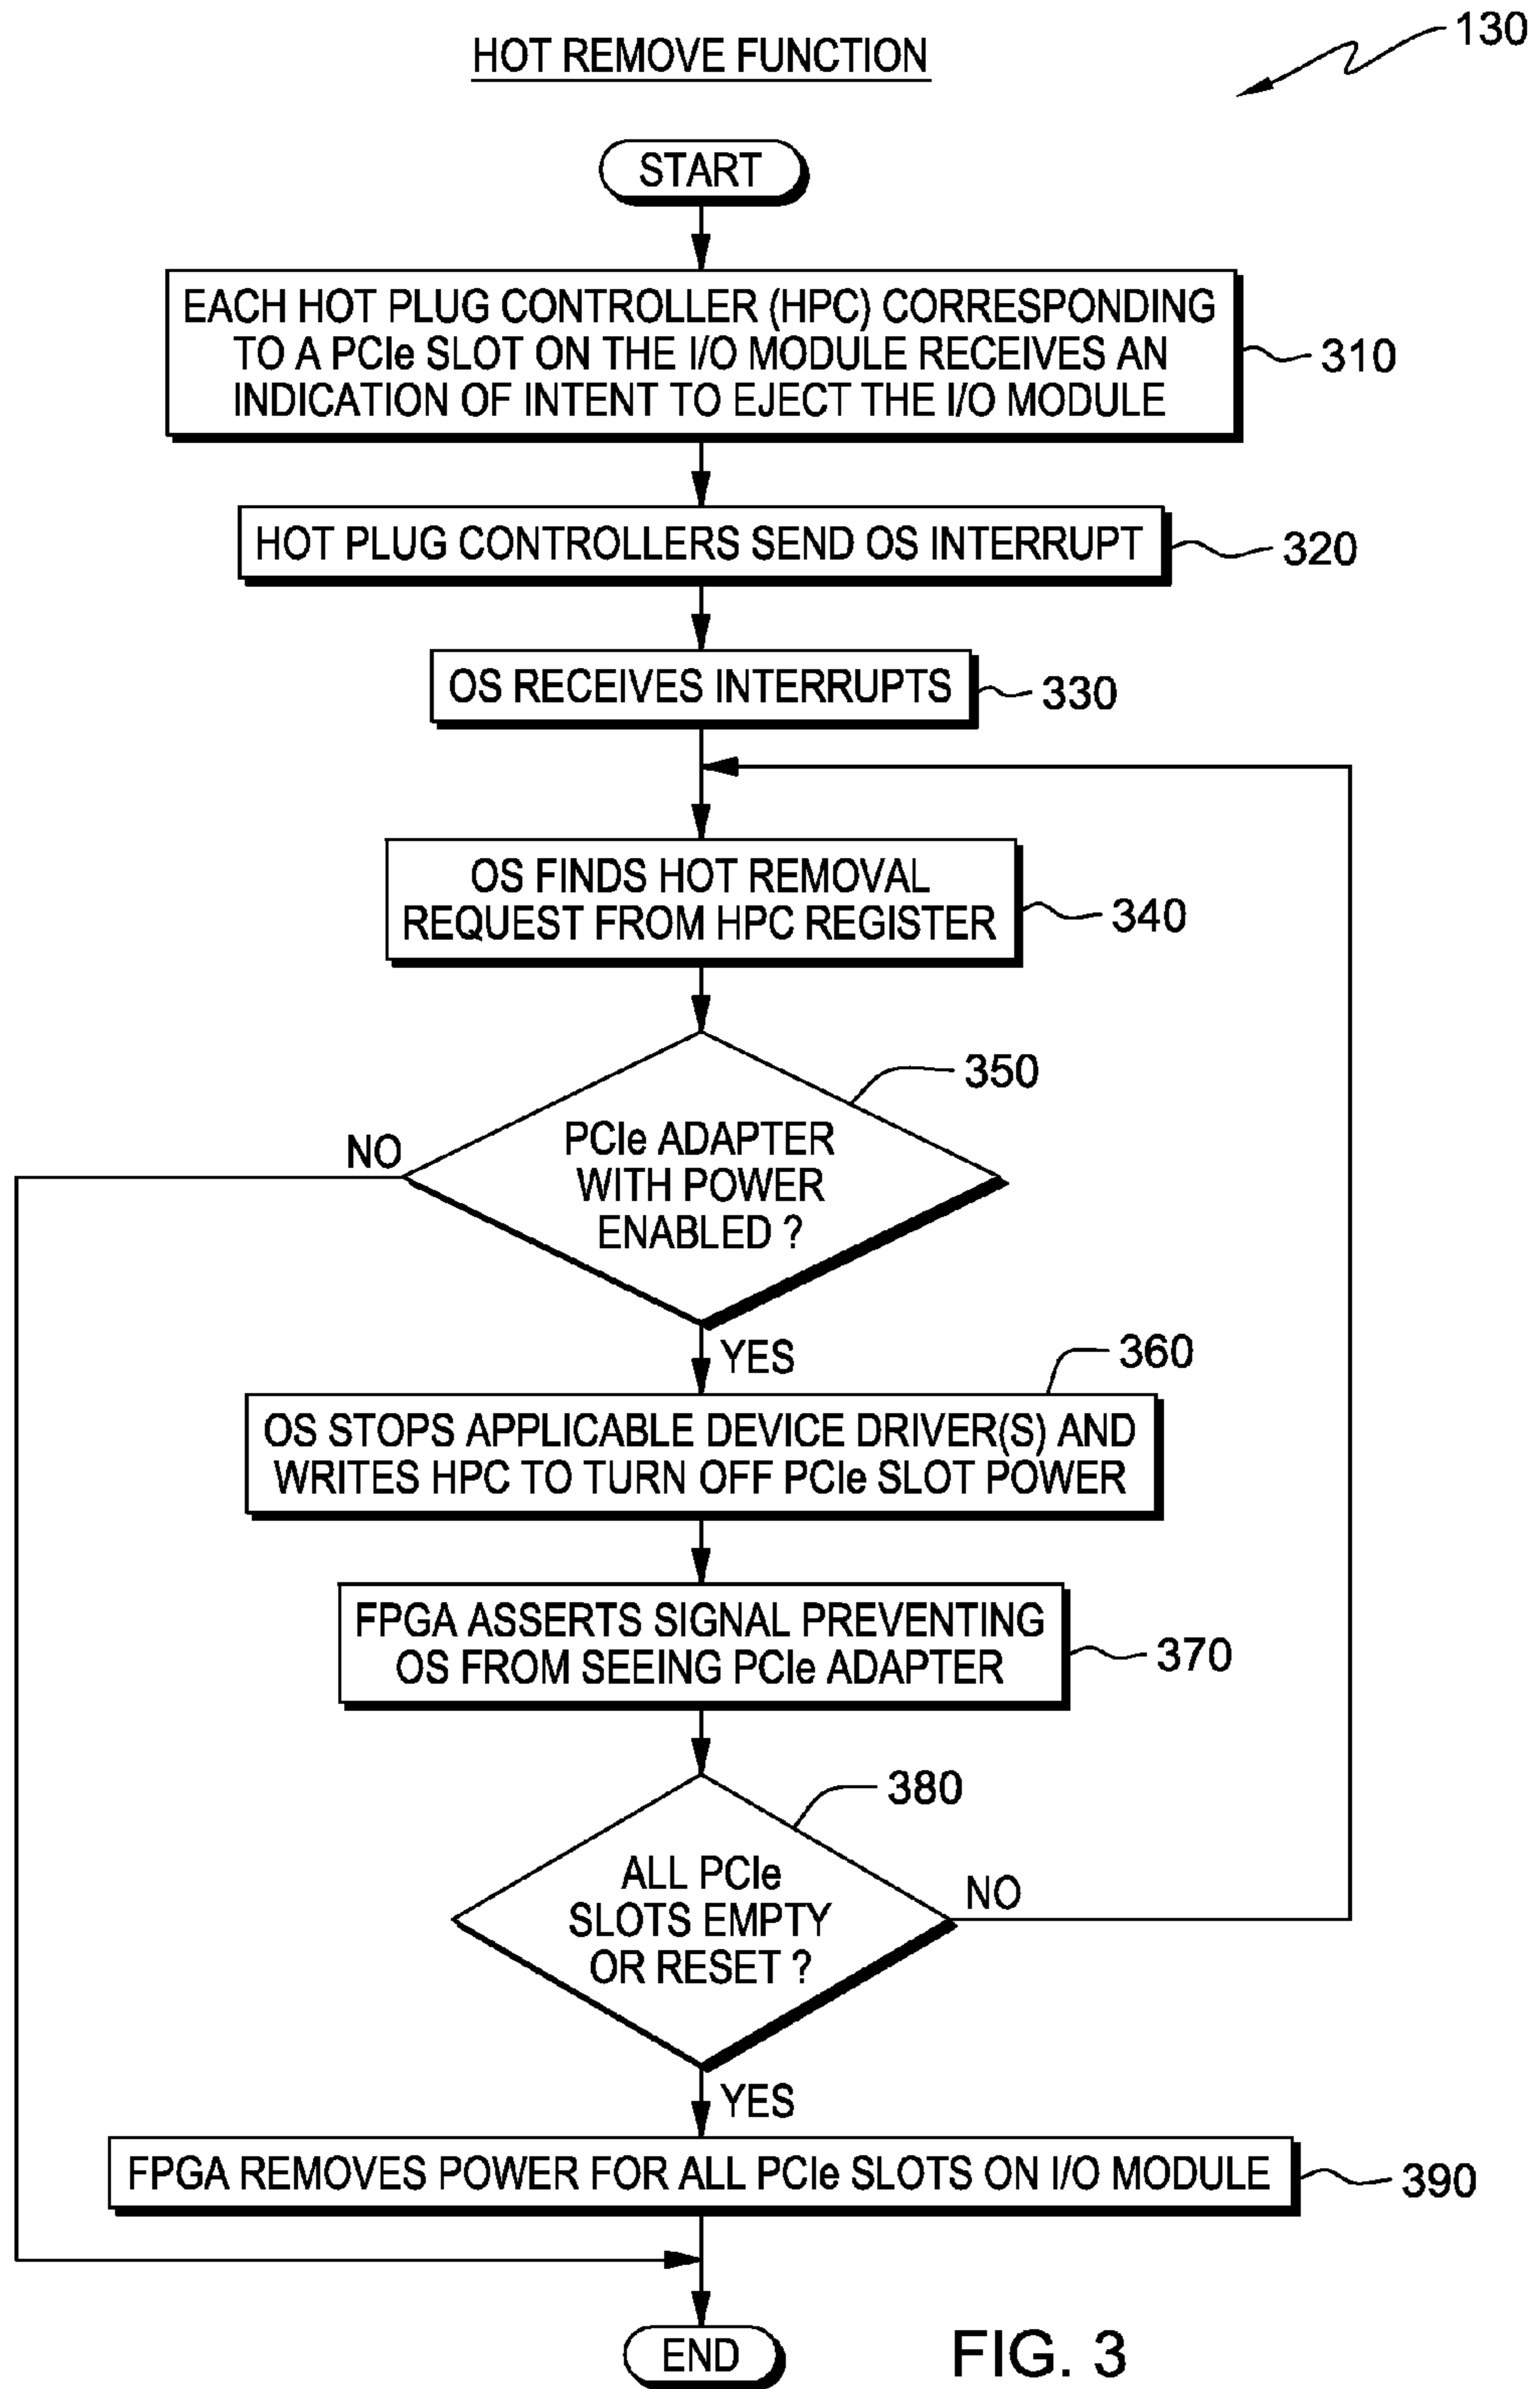 130
HOT REMOVE FUNCTION
START
EACH HOT PLUG CONTROLLER (HPC) CORRESPONDING
TO A PCIe SLOT ON THE I/O MODULE RECEIVES AN
INDICATION OF INTENT TO EJECT THE I/O MODULE
310
HOT PLUG CONTROLLERS SEND OS INTERRUPT
320
OS RECEIVES INTERRUPTS
330
OS FINDS HOT REMOVAL
REQUEST FROM HPC REGISTER
340
350
PCIe ADAPTER
WITH POWER
ENABLED ?
NO
YES
360
OS STOPS APPLICABLE DEVICE DRIVER(S) AND
WRITES HPC TO TURN OFF PCIe SLOT POWER
FPGA ASSERTS SIGNAL PREVENTING
OS FROM SEEING PCIe ADAPTER
370
380
ALL PCIe
SLOTS EMPTY
OR RESET ?
NO
YES
FPGA REMOVES POWER FOR ALL PCIe SLOTS ON I/O MODULE
390
END
FIG. 3